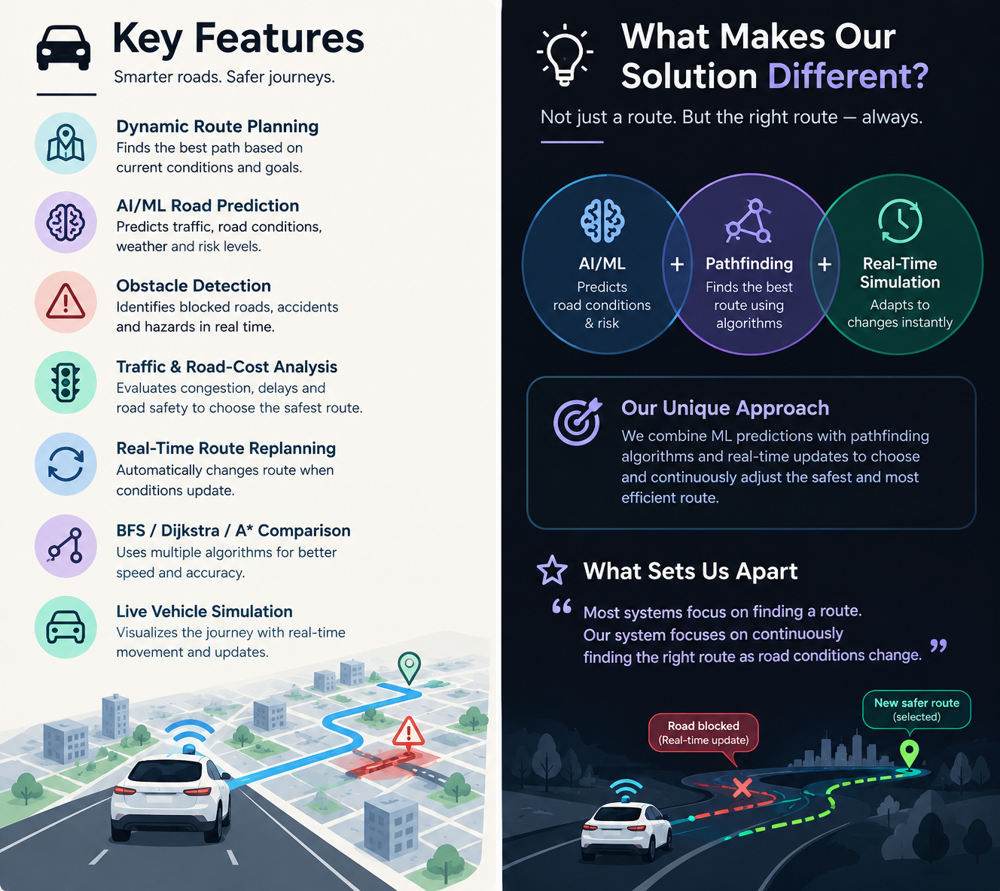 Key Features
Smarter roads. Safer journeys.
Dynamic Route Planning
Finds the best path based on
current conditions and goals.
AI/ML Road Prediction
Predicts traffic, road conditions,
weather and risk levels.
Obstacle Detection
Identifies blocked roads, accidents
and hazards in real time.
Traffic & Road-Cost Analysis
Evaluates congestion, delays and
road safety to choose the safest route.
Real-Time Route Replanning
Automatically changes route when
conditions update.
BFS / Dijkstra / A* Comparison
Uses multiple algorithms for better
speed and accuracy.
Live Vehicle Simulation
Visualizes the journey with real-time
movement and updates.
What Makes Our
Solution Different?
Not just a route. But the right route — always.
AI/ML
Predicts
road conditions
& risk
+
Pathfinding
Finds the best
route using
algorithms
+
Real-Time
Simulation
Adapts to
changes instantly
Our Unique Approach
We combine ML predictions with pathfinding
algorithms and real-time updates to choose
and continuously adjust the safest and most
efficient route.
What Sets Us Apart
“ Most systems focus on finding a route.
Our system focuses on continuously
finding the right route as road conditions change. ”
Road blocked
(Real-time update)
New safer route
(selected)